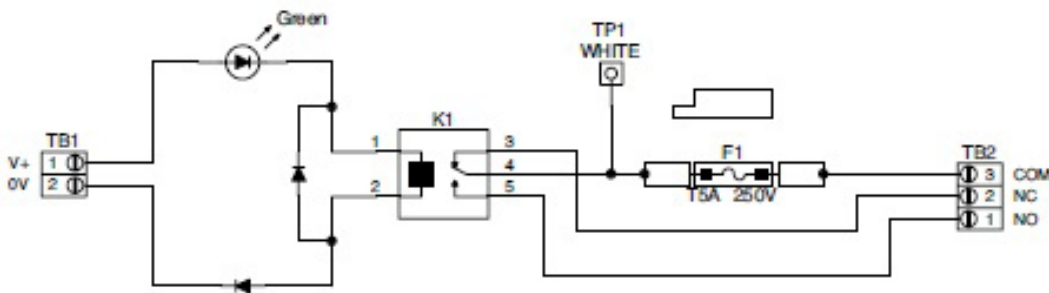 Green
TP1
WHITE
K1
F1
TB1
TB2
V+ 1
0V 2
1
2
3
4
5
T5A 250V
3 COM
2 NC
1 NO